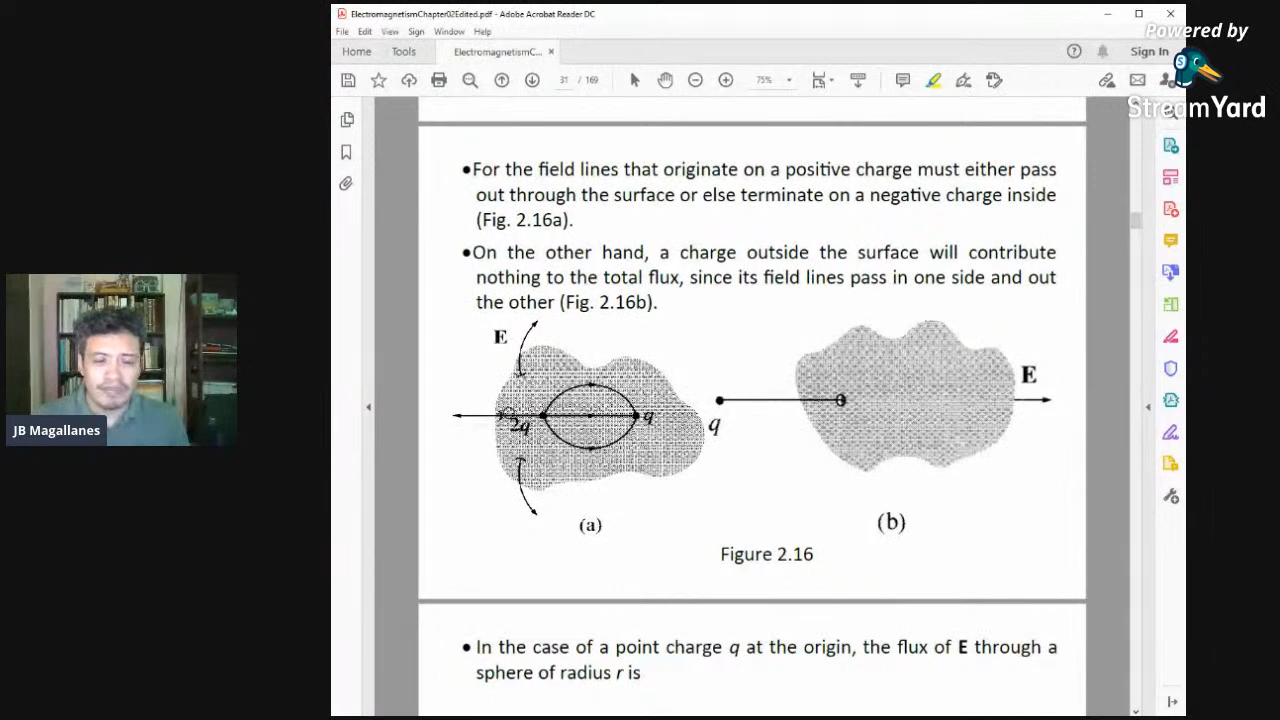 ElectromagnetismChapter02Edited.pdf - Adobe Acrobat Reader DC
File Edit View Sign Window Help
Home Tools ElectromagnetismC... × Sign In
31 / 169 75%
Powered by
StreamYard
•For the field lines that originate on a positive charge must either pass
out through the surface or else terminate on a negative charge inside
(Fig. 2.16a).
•On the other hand, a charge outside the surface will contribute
nothing to the total flux, since its field lines pass in one side and out
the other (Fig. 2.16b).
E
2q
q
(a)
q
E
(b)
Figure 2.16
• In the case of a point charge q at the origin, the flux of E through a
sphere of radius r is
JB Magallanes